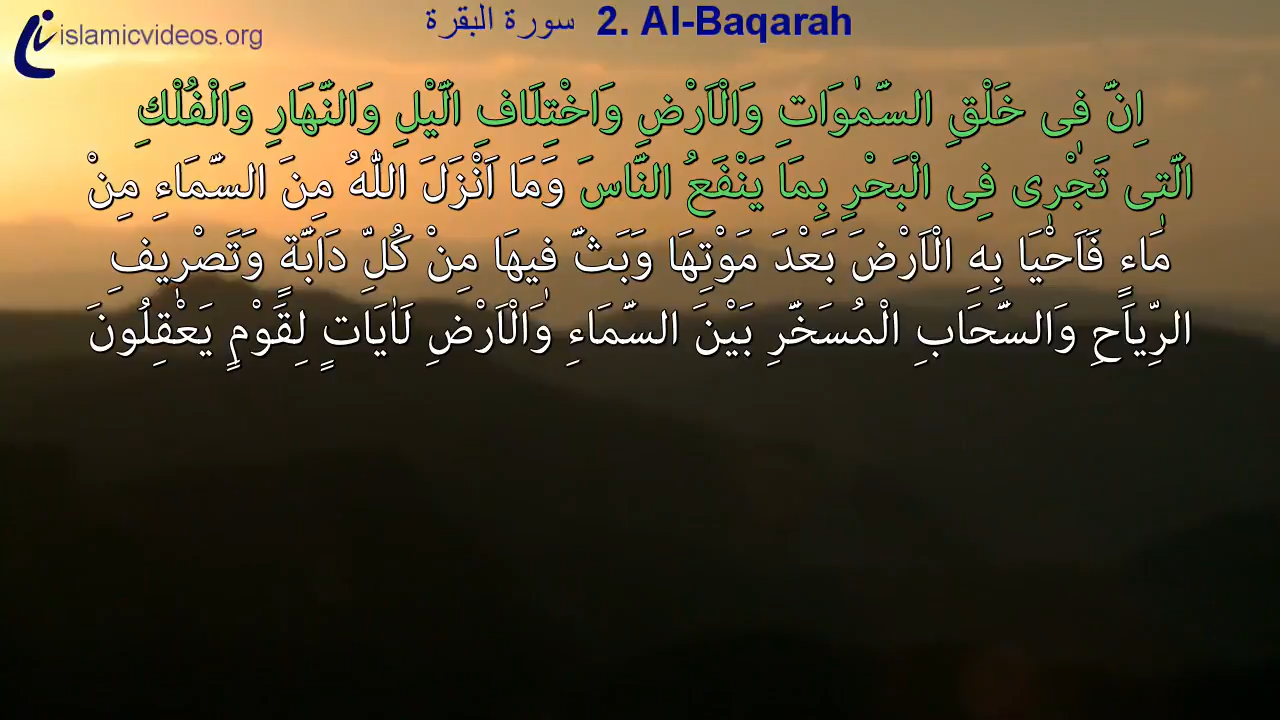 islamicvideos.org
سورة البقرة 2. Al-Baqarah
اِنَّ فٖى خَلْقِ السَّمٰوَاتِ وَالْاَرْضِ وَاخْتِلَافِ الَّيْلِ وَالنَّهَارِ وَالْفُلْكِ
الَّتٖى تَجْرٖى فِى الْبَحْرِ بِمَا يَنْفَعُ النَّاسَ وَمَا اَنْزَلَ اللّٰهُ مِنَ السَّمَاءِ مِنْ
مَاءٍ فَاَحْيَا بِهِ الْاَرْضَ بَعْدَ مَوْتِهَا وَبَثَّ فٖيهَا مِنْ كُلِّ دَابَّةٍ وَتَصْرٖيفِ
الرِّيَاحِ وَالسَّحَابِ الْمُسَخَّرِ بَيْنَ السَّمَاءِ وَالْاَرْضِ لَاٰيَاتٍ لِقَوْمٍ يَعْقِلُونَ